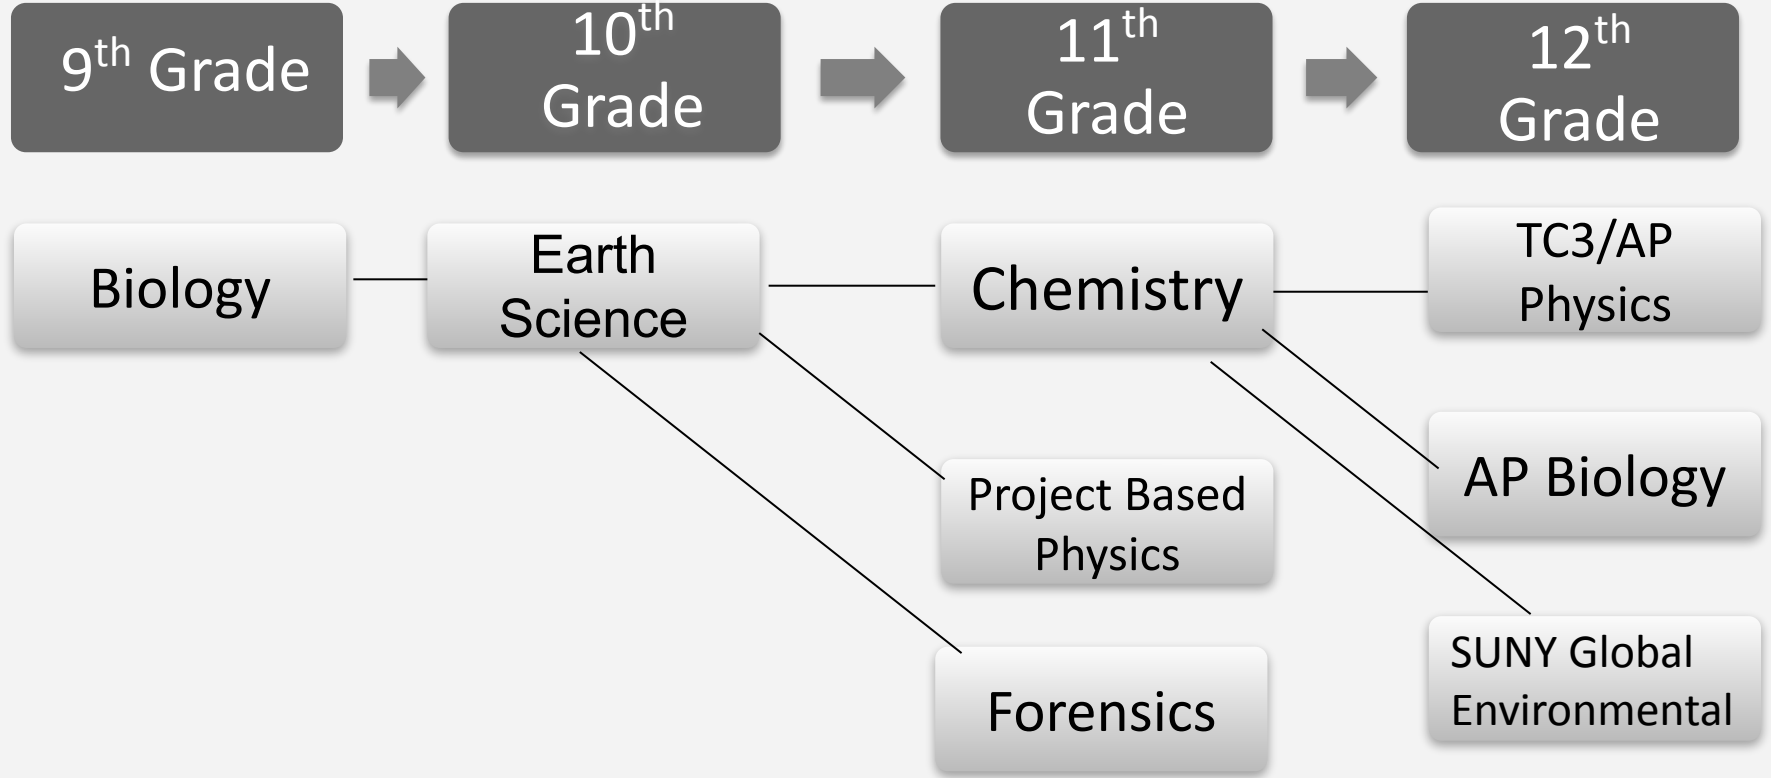 9th Grade
10th
Grade
11th
Grade
12th
Grade
Biology
Earth
Science
Chemistry
TC3/AP
Physics
Project Based
Physics
AP Biology
Forensics
SUNY Global
Environmental